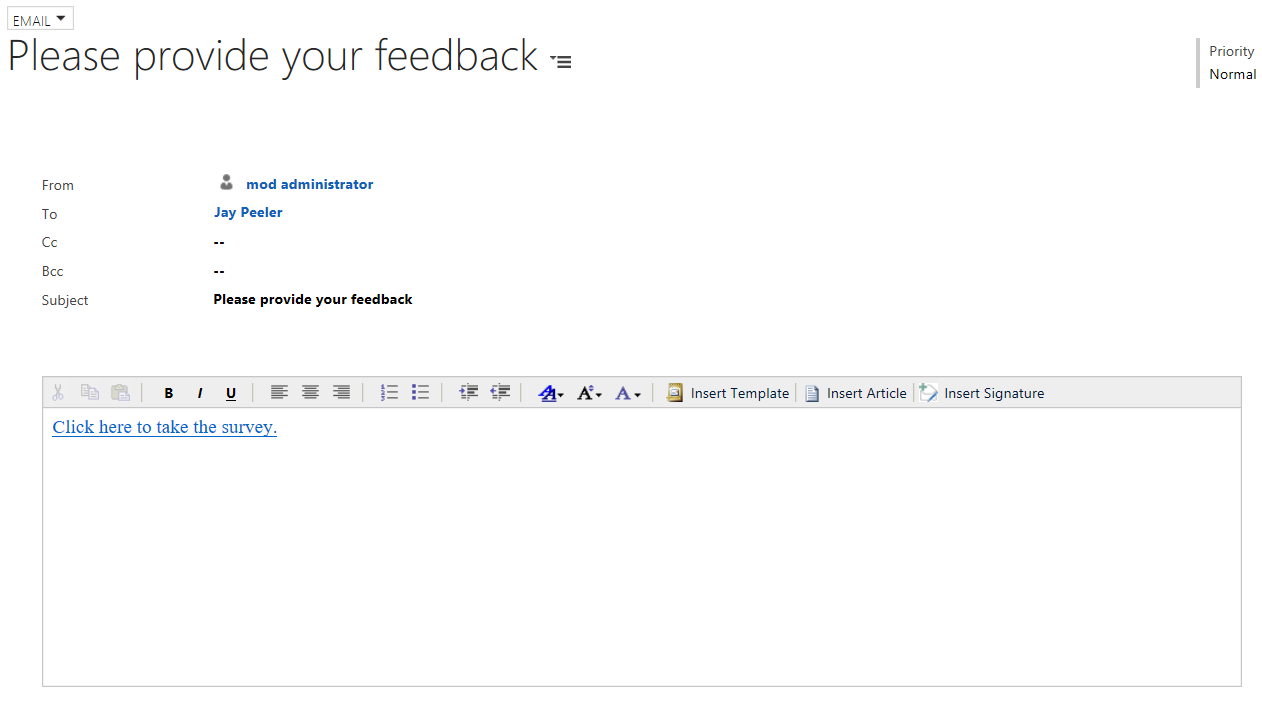 EMAIL
Please provide your feedback
Priority
Normal
From mod administrator
To Jay Peeler
Cc --
Bcc --
Subject Please provide your feedback
B I U A A A Insert Template Insert Article Insert Signature
Click here to take the survey.